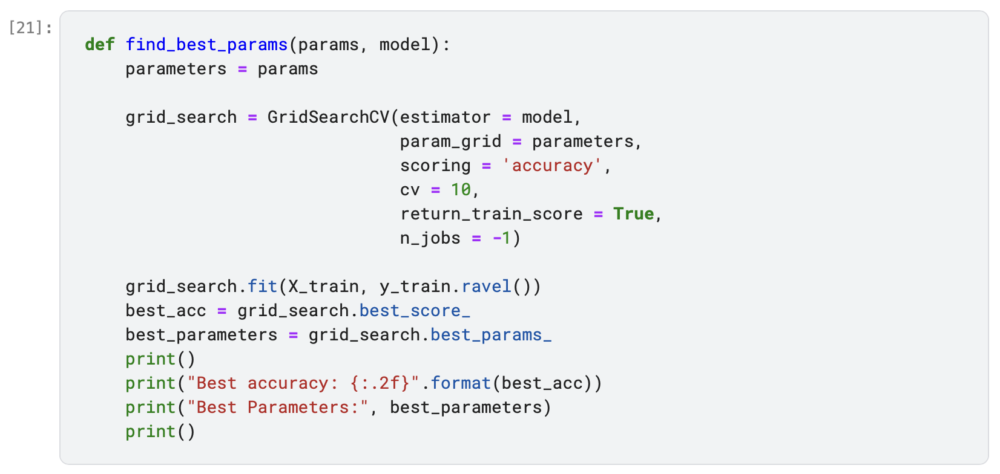 [21]:
def find_best_params(params, model):
    parameters = params

    grid_search = GridSearchCV(estimator = model,
                               param_grid = parameters,
                               scoring = 'accuracy',
                               cv = 10,
                               return_train_score = True,
                               n_jobs = -1)

    grid_search.fit(X_train, y_train.ravel())
    best_acc = grid_search.best_score_
    best_parameters = grid_search.best_params_
    print()
    print("Best accuracy: {:.2f}".format(best_acc))
    print("Best Parameters:", best_parameters)
    print()